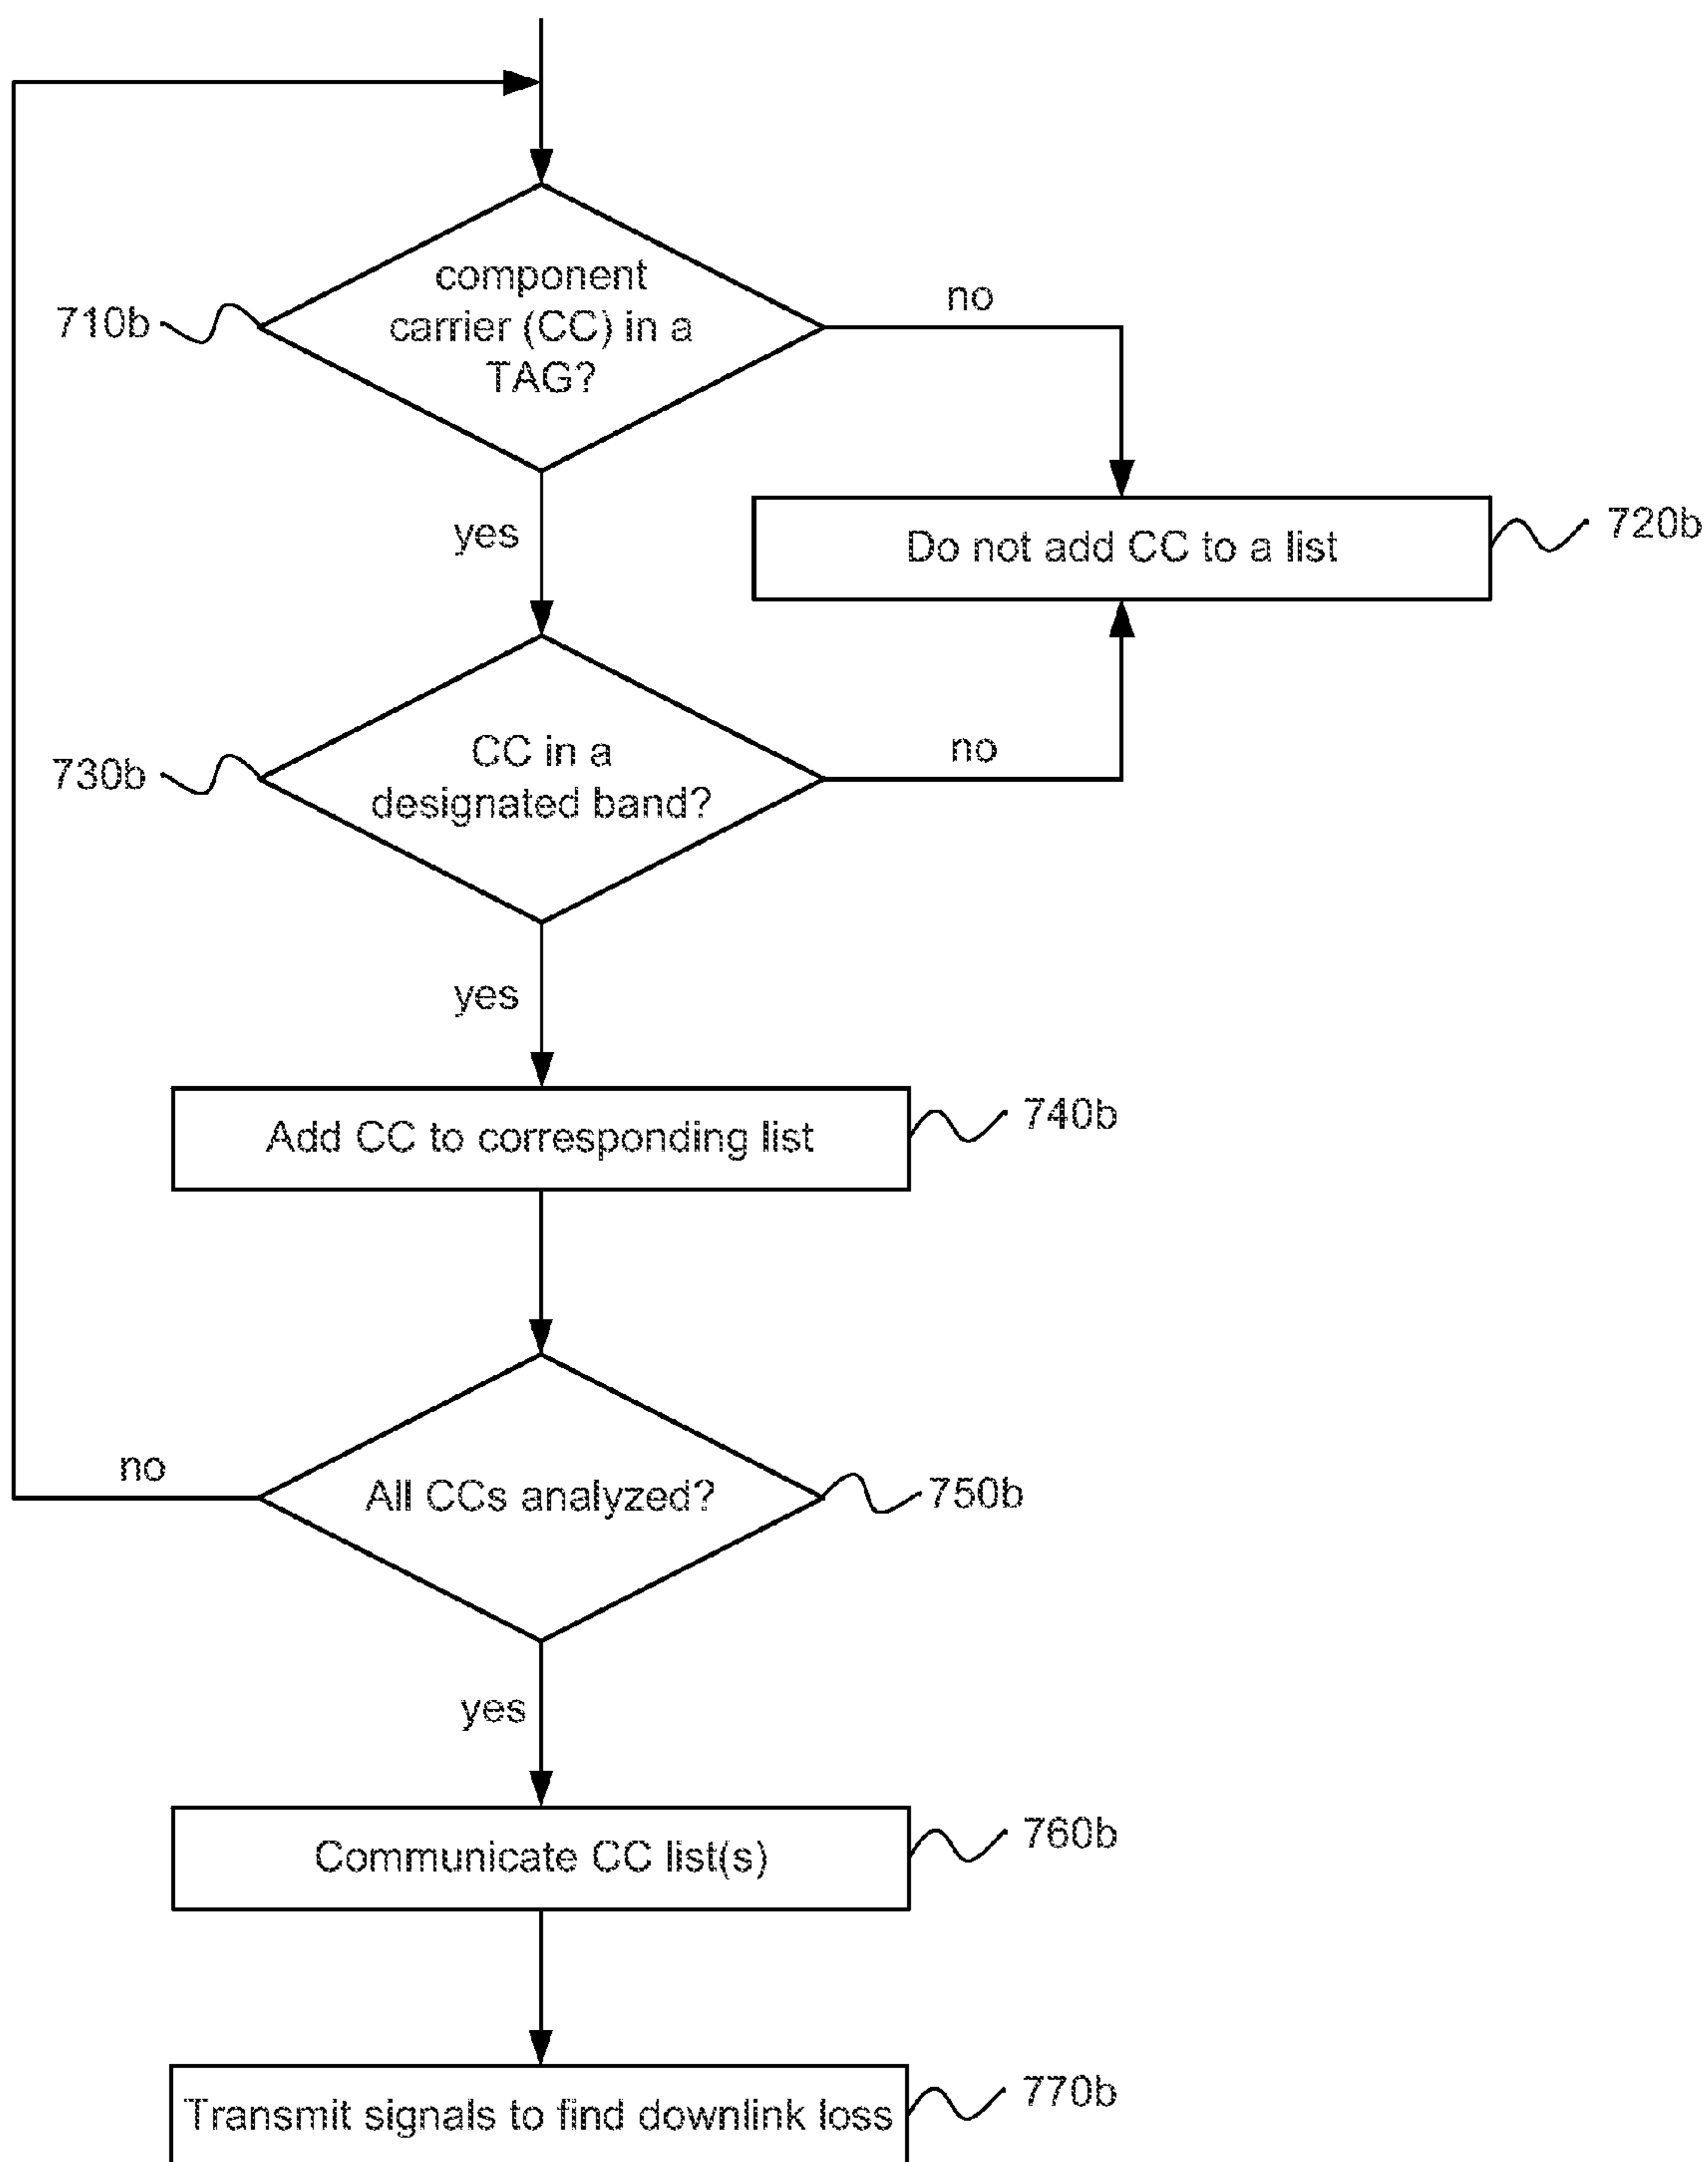 component
carrier (CC) in a
TAG?
710b
no
yes
Do not add CC to a list
720b
CC in a
designated band?
730b
no
yes
Add CC to corresponding list
740b
no
All CCs analyzed?
750b
yes
Communicate CC list(s)
760b
Transmit signals to find downlink loss
770b